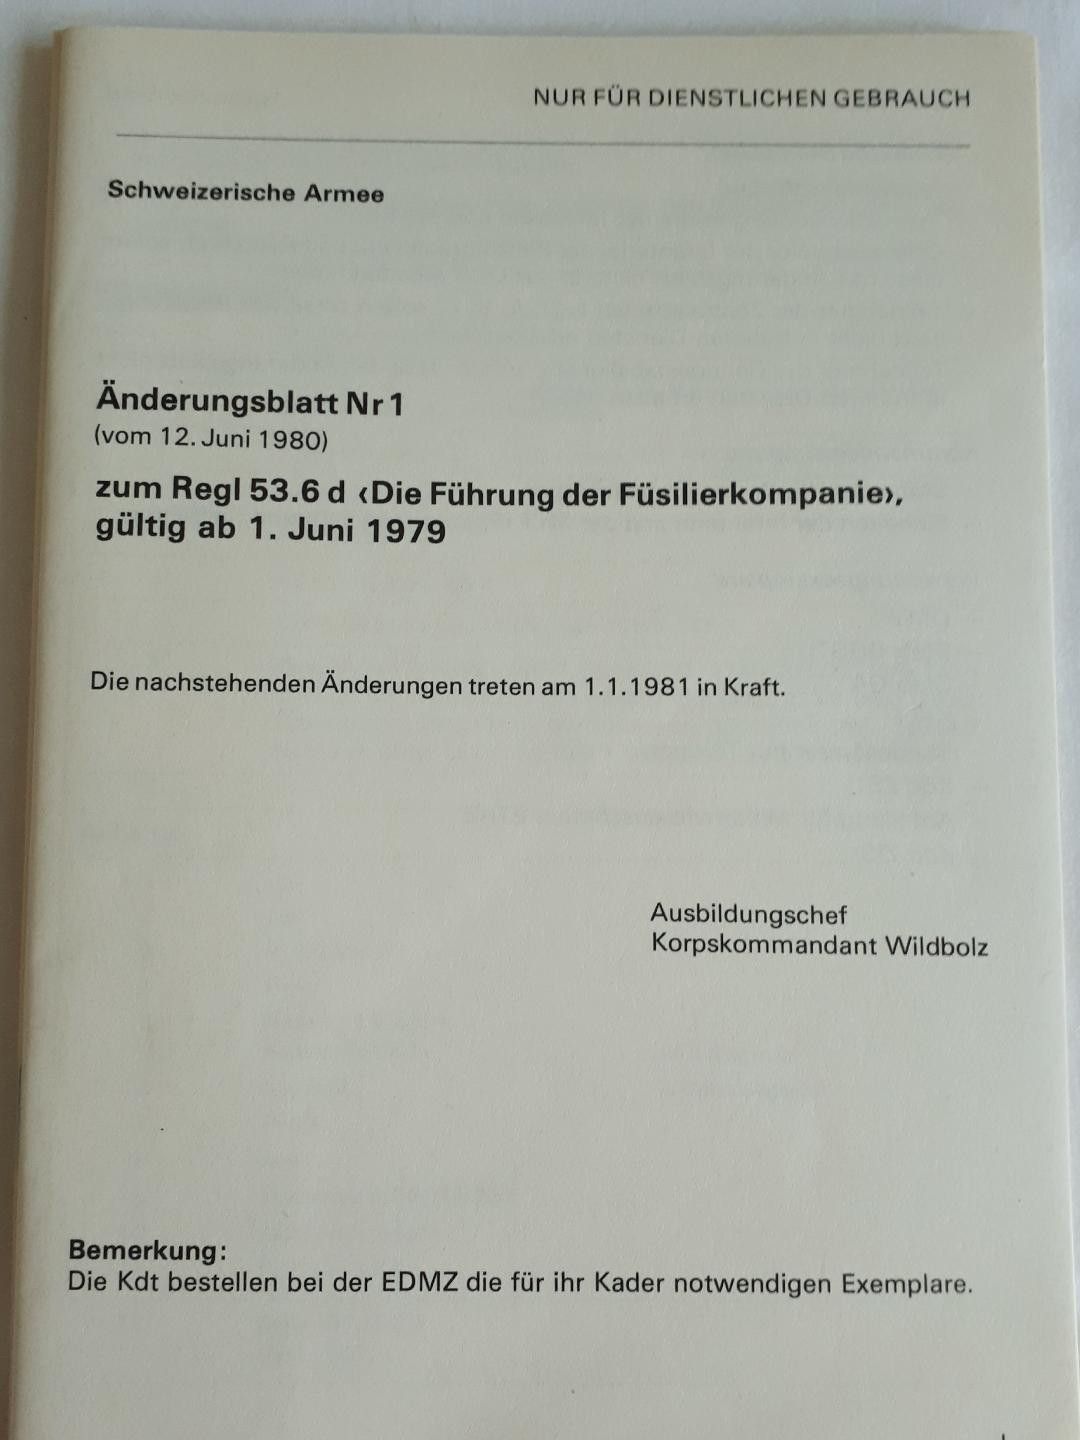 NUR FÜR DIENSTLICHEN GEBRAUCH
Schweizerische Armee
Änderungsblatt Nr 1
(vom 12. Juni 1980)
zum Regl 53.6 d ‹Die Führung der Füsilierkompanie›,
gültig ab 1. Juni 1979
Die nachstehenden Änderungen treten am 1.1.1981 in Kraft.
Ausbildungschef
Korpskommandant Wildbolz
Bemerkung:
Die Kdt bestellen bei der EDMZ die für ihr Kader notwendigen Exemplare.